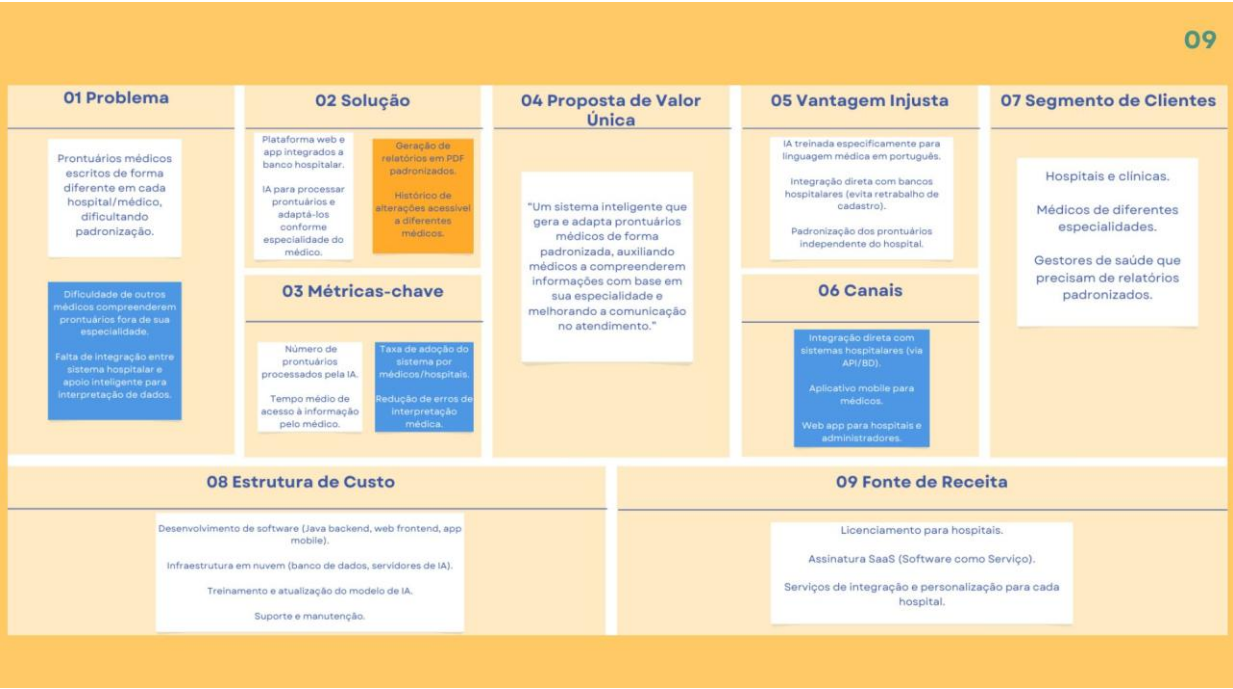 09
01 Problema
Prontuários médicos
escritos de forma
diferente em cada
hospital/médico,
dificultando
padronização.
Dificuldade de outros
médicos compreenderem
prontuários fora de sua
especialidade.
Falta de integração entre
sistema hospitalar e
apoio inteligente para
interpretação de dados.
02 Solução
Plataforma web e
app integrados a
banco hospitalar.
IA para processar
prontuários e
adaptá-los
conforme
especialidade do
médico.
Geração de
relatórios em PDF
padronizados.
Histórico de
alterações acessível
a diferentes
médicos.
03 Métricas-chave
Número de
prontuários
processados pela IA.
Tempo médio de
acesso à informação
pelo médico.
Taxa de adoção do
sistema por
médicos/hospitais.
Redução de erros de
interpretação
médica.
04 Proposta de Valor
Única
"Um sistema inteligente que
gera e adapta prontuários
médicos de forma
padronizada, auxiliando
médicos a compreenderem
informações com base em
sua especialidade e
melhorando a comunicação
no atendimento."
05 Vantagem Injusta
IA treinada especificamente para
linguagem médica em português.
Integração direta com bancos
hospitalares (evita retrabalho de
cadastro).
Padronização dos prontuários
independente do hospital.
06 Canais
Integração direta com
sistemas hospitalares (via
API/BD).
Aplicativo mobile para
médicos.
Web app para hospitais e
administradores.
07 Segmento de Clientes
Hospitais e clínicas.
Médicos de diferentes
especialidades.
Gestores de saúde que
precisam de relatórios
padronizados.
08 Estrutura de Custo
Desenvolvimento de software (Java backend, web frontend, app
mobile).
Infraestrutura em nuvem (banco de dados, servidores de IA).
Treinamento e atualização do modelo de IA.
Suporte e manutenção.
09 Fonte de Receita
Licenciamento para hospitais.
Assinatura SaaS (Software como Serviço).
Serviços de integração e personalização para cada
hospital.